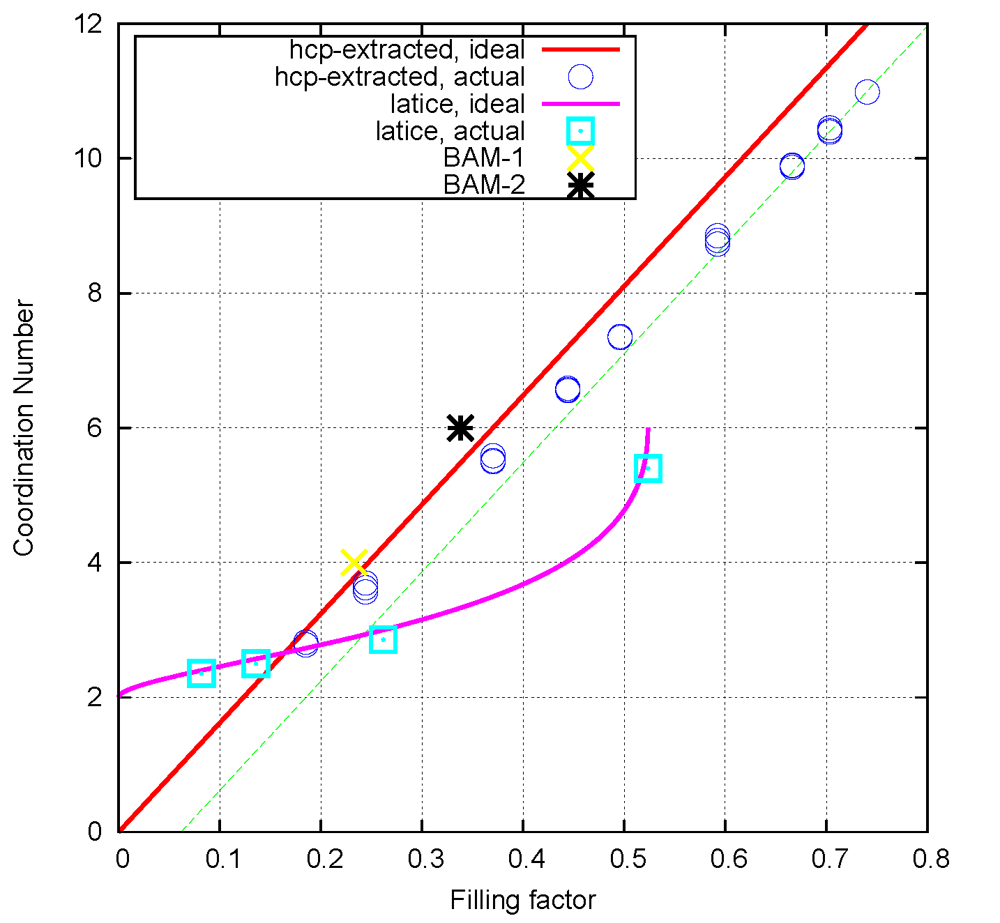 12
10
8
6
4
2
0
Coordination Number
hcp-extracted, ideal
hcp-extracted, actual
latice, ideal
latice, actual
BAM-1
BAM-2
0 0.1 0.2 0.3 0.4 0.5 0.6 0.7 0.8
Filling factor